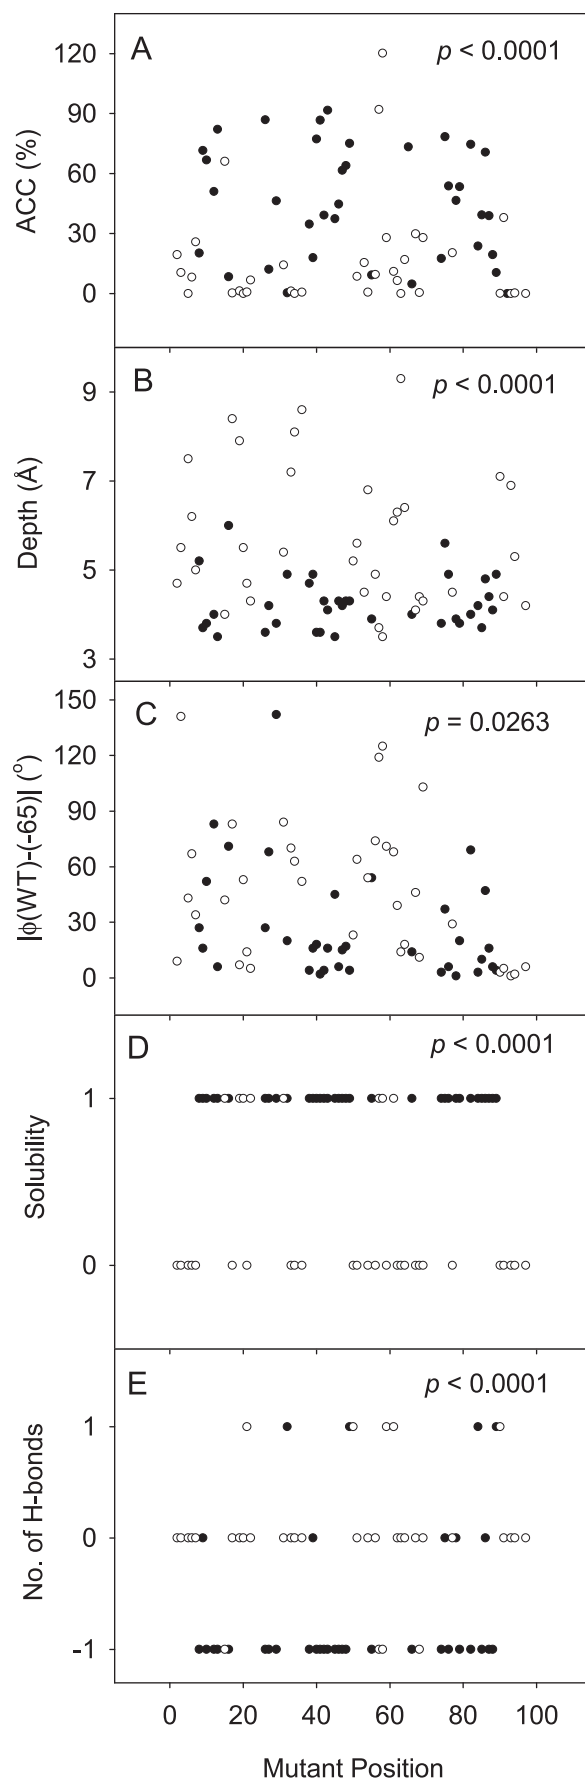 A
p < 0.0001
120
90
60
30
0
ACC (%)
B
p < 0.0001
9
7
5
3
Depth (Å)
C
p = 0.0263
150
120
90
60
30
0
|ϕ(WT)-(-65)| (°)
D
p < 0.0001
1
0
Solubility
E
p < 0.0001
1
0
-1
No. of H-bonds
0 20 40 60 80 100
Mutant Position